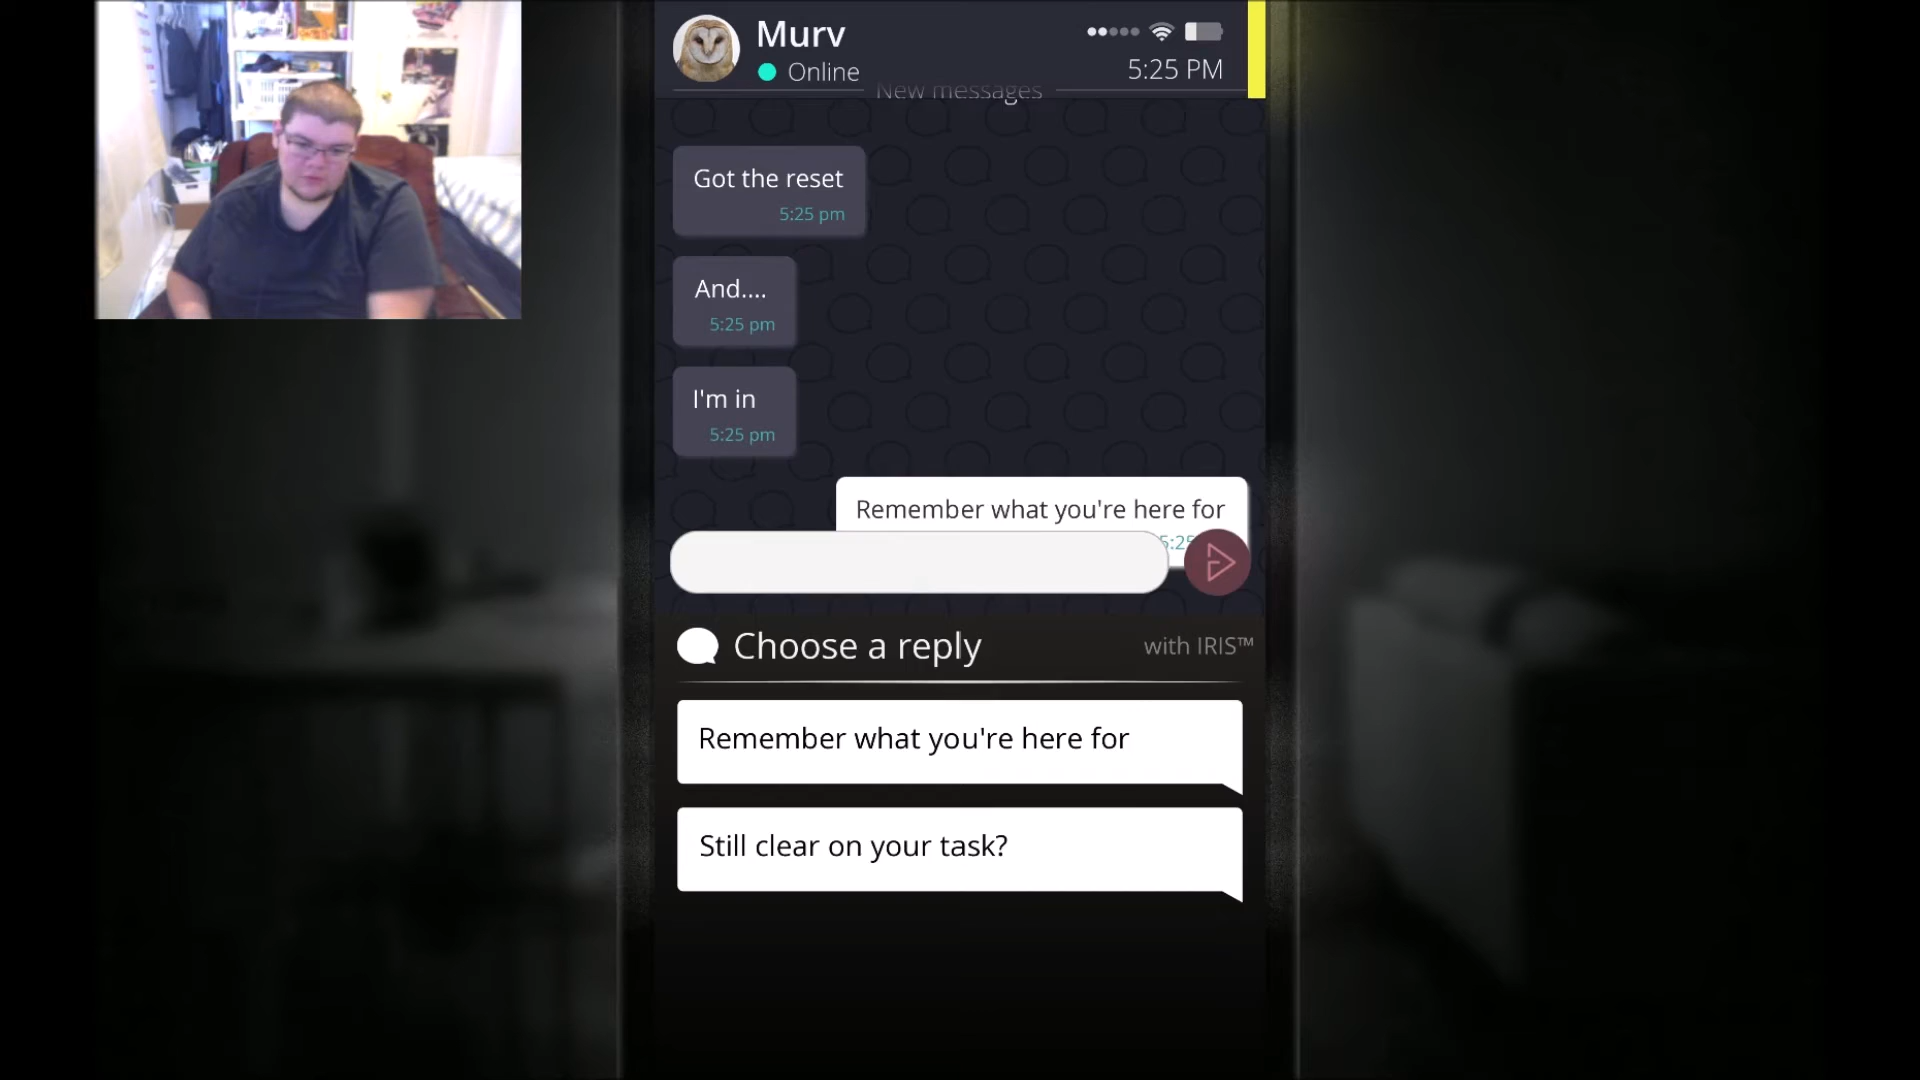 Murv
Online
5:25 PM
New messages
Got the reset
5:25 pm
And....
5:25 pm
I'm in
5:25 pm
Remember what you're here for
5:25
Choose a reply
with IRIS™
Remember what you're here for
Still clear on your task?